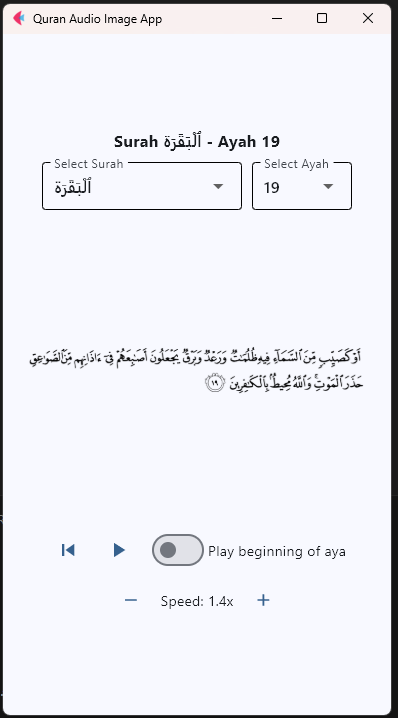 Quran Audio Image App
Surah ٱلْبَقَرَة - Ayah 19
Select Surah
ٱلْبَقَرَة
Select Ayah
19
أَوْ كَصَيِّبٍ مِّنَ ٱلسَّمَآءِ فِيهِ ظُلُمَٰتٌ وَرَعْدٌ وَبَرْقٌ يَجْعَلُونَ أَصَٰبِعَهُمْ فِىٓ ءَاذَانِهِم مِّنَ ٱلصَّوَٰعِقِ
حَذَرَ ٱلْمَوْتِ ۚ وَٱللَّهُ مُحِيطٌۢ بِٱلْكَٰفِرِينَ ١٩
Play beginning of aya
Speed: 1.4x